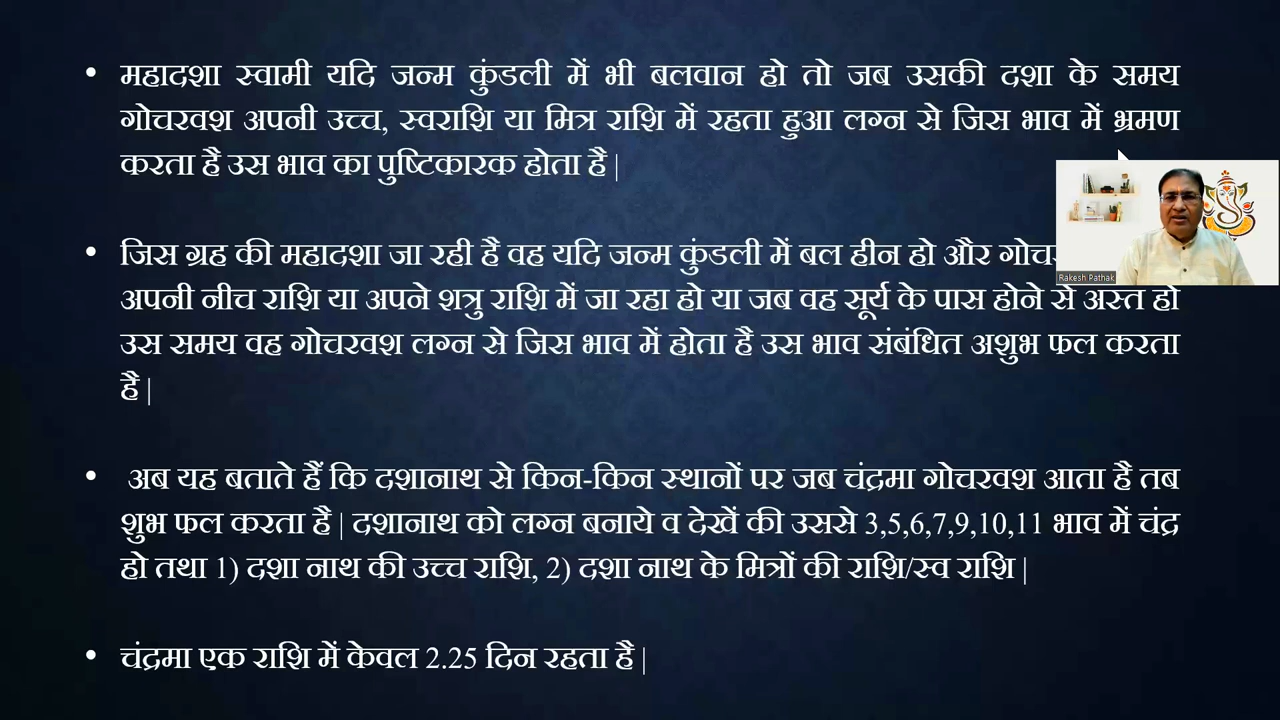 • महादशा स्वामी यदि जन्म कुंडली में भी बलवान हो तो जब उसकी दशा के समय
गोचरवश अपनी उच्च, स्वराशि या मित्र राशि में रहता हुआ लग्न से जिस भाव में भ्रमण
करता है उस भाव का पुष्टिकारक होता है |
• जिस ग्रह की महादशा जा रही है वह यदि जन्म कुंडली में बल हीन हो और
अपनी नीच राशि या अपने शत्रु राशि में जा रहा हो या जब वह सूर्य के पास होने से अस्त हो
उस समय वह गोचरवश लग्न से जिस भाव में होता है उस भाव संबंधित अशुभ फल करता
है |
• अब यह बताते हैं कि दशानाथ से किन-किन स्थानों पर जब चंद्रमा गोचरवश आता है तब
शुभ फल करता है | दशानाथ को लग्न बनाये व देखें की उससे 3,5,6,7,9,10,11 भाव में चंद्र
हो तथा 1) दशा नाथ की उच्च राशि, 2) दशा नाथ के मित्रों की राशि/स्व राशि |
• चंद्रमा एक राशि में केवल 2.25 दिन रहता है |
Rakesh Pathak